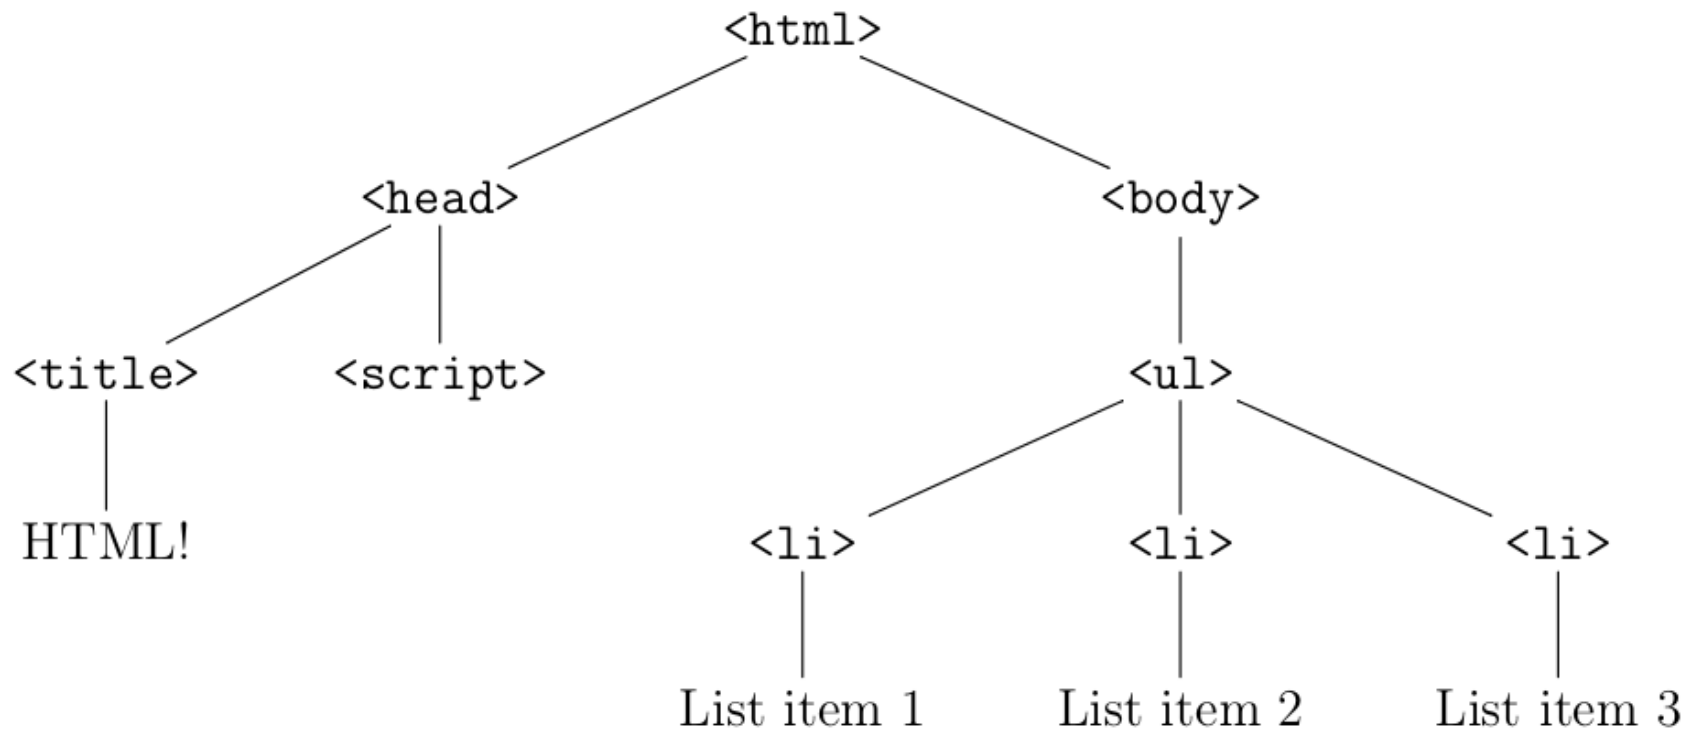 <html>
<head> <body>
<title> <script> <ul>
HTML! <li> <li> <li>
List item 1 List item 2 List item 3